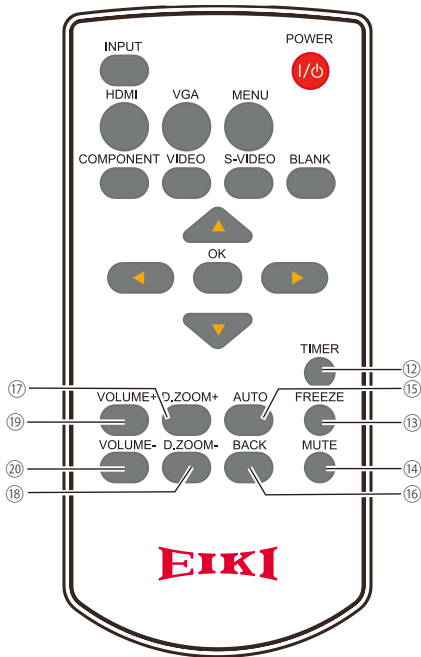 INPUT POWER
I/⏻
HDMI VGA MENU
COMPONENT VIDEO S-VIDEO BLANK
OK
TIMER ⑫
⑰ ⑮
VOLUME+ D.ZOOM+ AUTO FREEZE
⑲ ⑬
VOLUME- D.ZOOM- BACK MUTE
⑳ ⑭
⑱ ⑯
EIKI